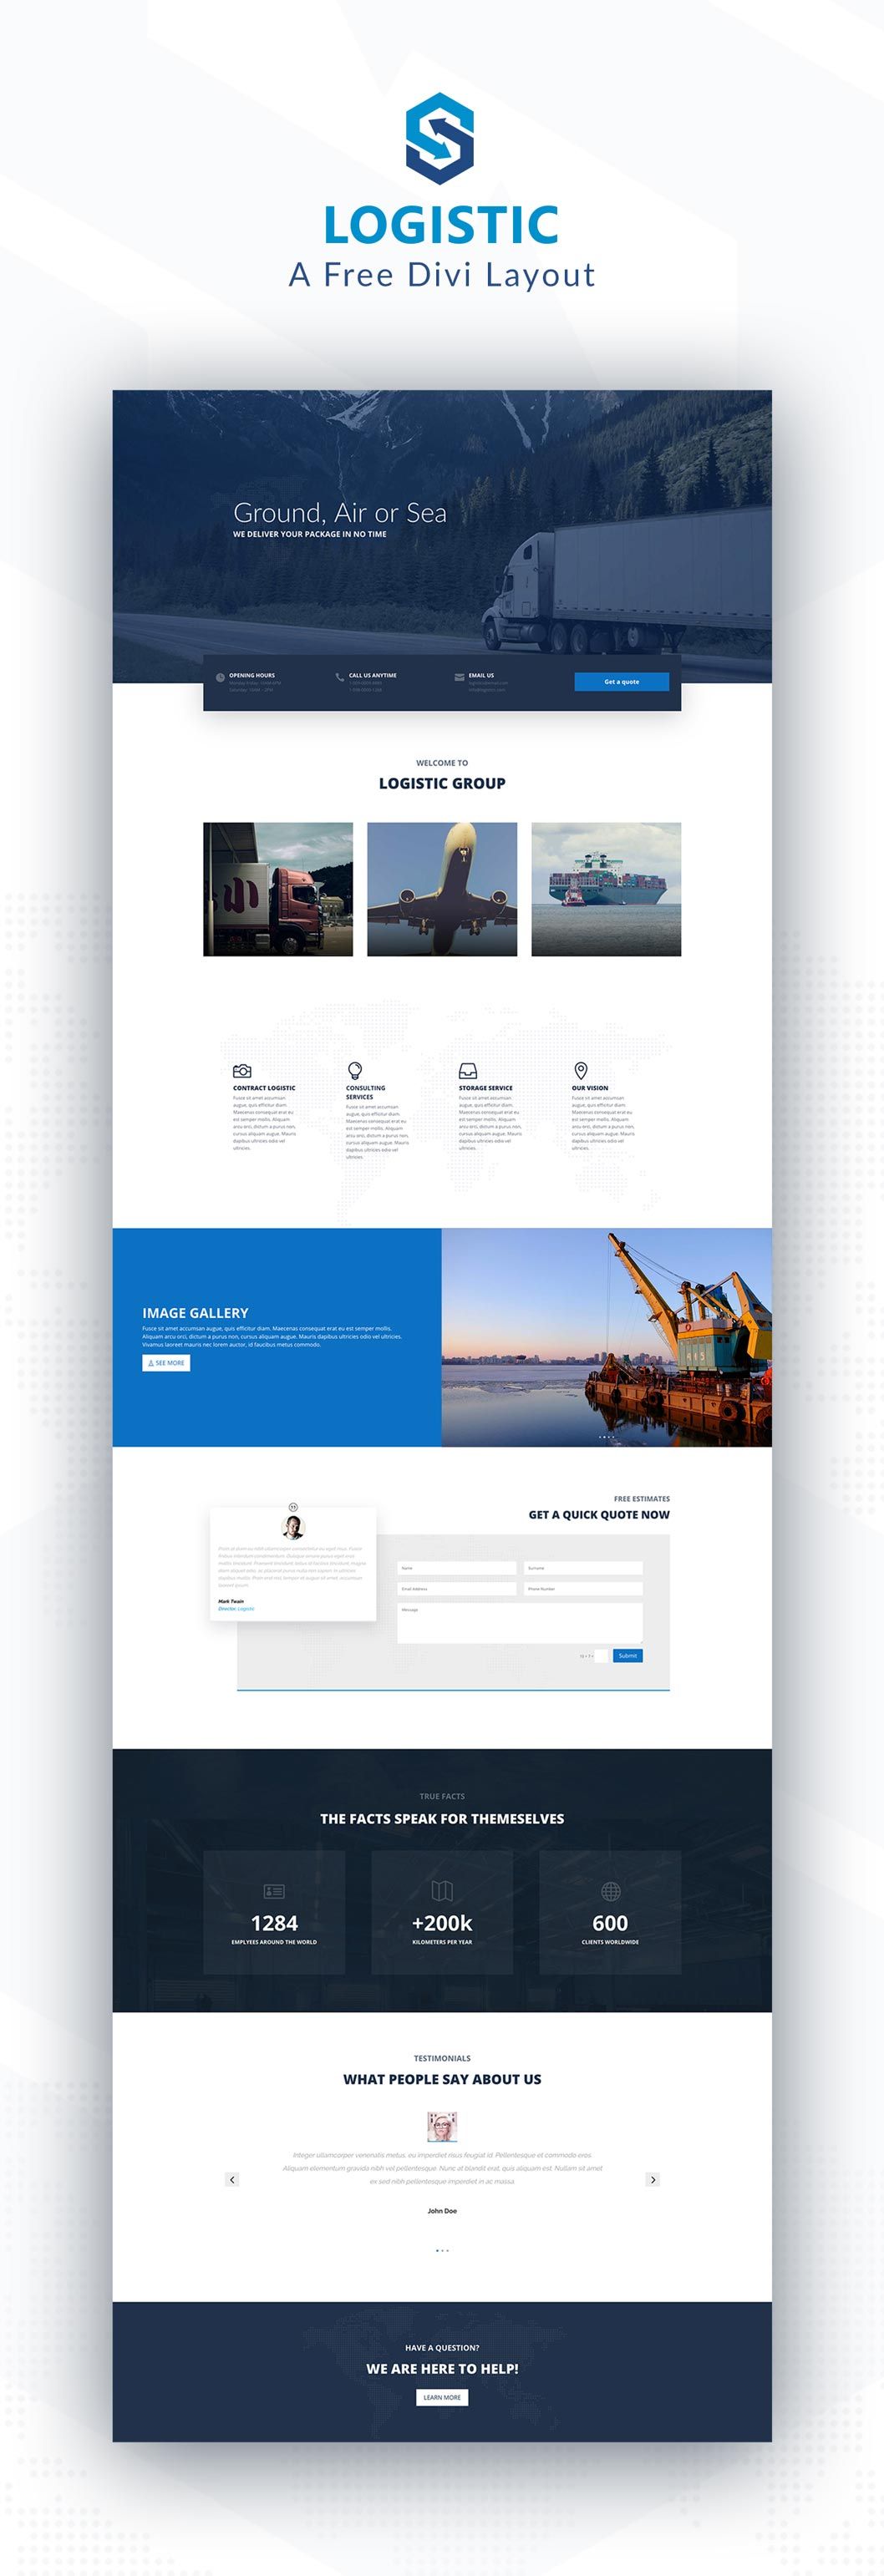 LOGISTIC
A Free Divi Layout
Ground, Air or Sea
WE DELIVER YOUR PACKAGE IN NO TIME
OPENING HOURS
CALL US ANYTIME
EMAIL US
Get a quote
WELCOME TO
LOGISTIC GROUP
CONTRACT LOGISTIC
Fusce sit amet accumsan
augue, quis efficitur diam.
Maecenas consequat erat eu
est semper mollis. Aliquam
arcu orci, dictum a purus non,
cursus aliquam augue. Mauris
dapibus ultricies odio vel
ultricies.
CONSULTING
SERVICES
Fusce sit amet accumsan
augue, quis efficitur diam.
Maecenas consequat erat eu
est semper mollis. Aliquam
arcu orci, dictum a purus non,
cursus aliquam augue. Mauris
dapibus ultricies odio vel
ultricies.
STORAGE SERVICE
Fusce sit amet accumsan
augue, quis efficitur diam.
Maecenas consequat erat eu
est semper mollis. Aliquam
arcu orci, dictum a purus non,
cursus aliquam augue. Mauris
dapibus ultricies odio vel
ultricies.
OUR VISION
Fusce sit amet accumsan
augue, quis efficitur diam.
Maecenas consequat erat eu
est semper mollis. Aliquam
arcu orci, dictum a purus non,
cursus aliquam augue. Mauris
dapibus ultricies odio vel
ultricies.
IMAGE GALLERY
Fusce sit amet accumsan augue, quis efficitur diam. Maecenas consequat erat eu est semper mollis.
Aliquam arcu orci, dictum a purus non, cursus aliquam augue. Mauris dapibus ultricies odio vel ultricies.
Vivamus laoreet mauris nec lorem auctor, id faucibus metus commodo.
SEE MORE
FREE ESTIMATES
GET A QUICK QUOTE NOW
Mark Twain
Director, Logistic
Name
Surname
Email Address
Phone Number
Message
Submit
TRUE FACTS
THE FACTS SPEAK FOR THEMESELVES
1284
EMPLYEES AROUND THE WORLD
+200k
KILOMETERS PER YEAR
600
CLIENTS WORLDWIDE
TESTIMONIALS
WHAT PEOPLE SAY ABOUT US
Integer ullamcorper venenatis metus, eu imperdiet risus feugiat id. Pellentesque et commodo eros.
Aliquam elementum gravida nibh vel pellentesque. Nunc at blandit erat, quis aliquam est. Nullam sit amet
ex sed nibh pellentesque imperdiet in ac massa.
John Doe
HAVE A QUESTION?
WE ARE HERE TO HELP!
LEARN MORE